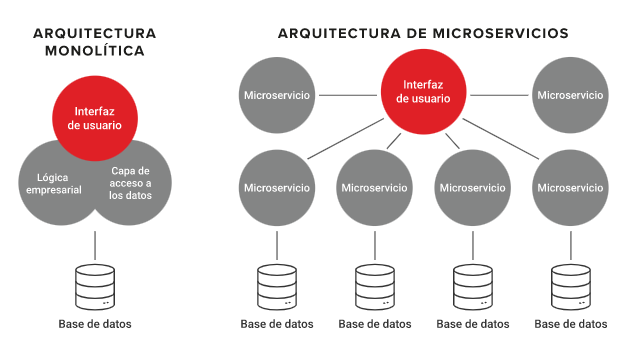 ARQUITECTURA
MONOLÍTICA
Interfaz
de usuario
Lógica
empresarial
Capa de
acceso a
los datos
Base de datos
ARQUITECTURA DE MICROSERVICIOS
Microservicio
Interfaz
de usuario
Microservicio
Microservicio
Microservicio
Microservicio
Microservicio
Base de datos
Base de datos
Base de datos
Base de datos